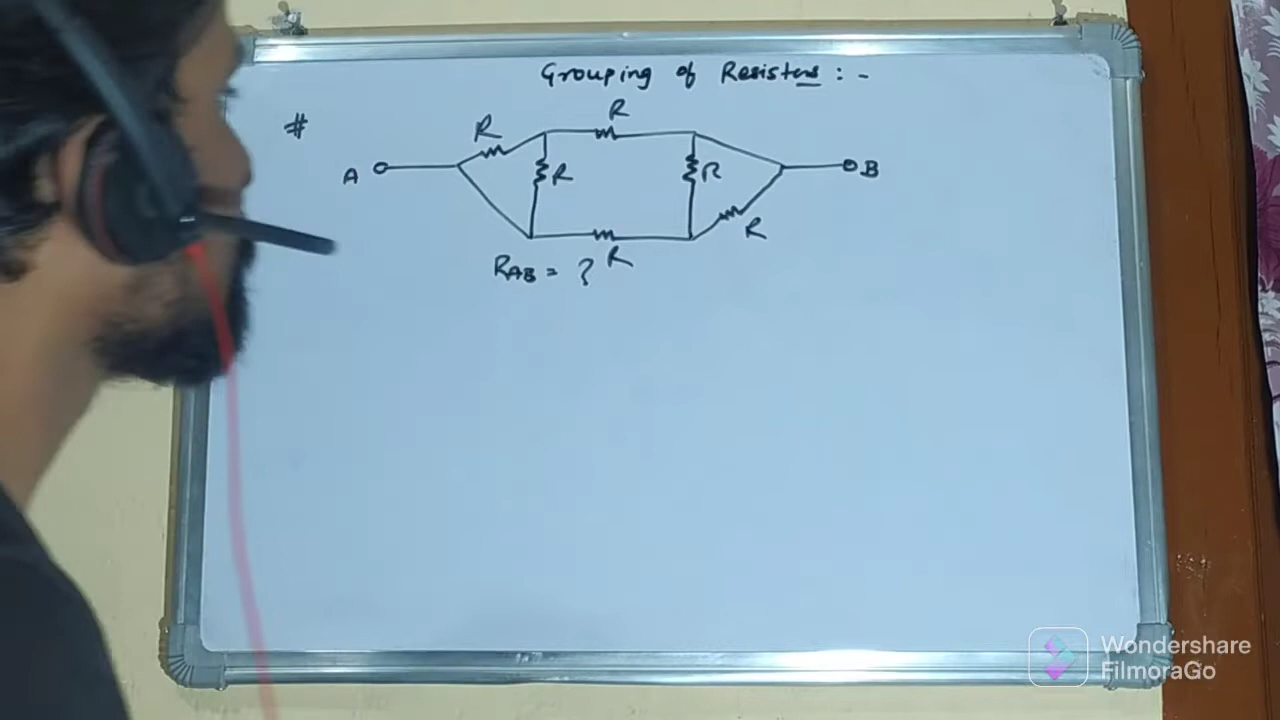 Grouping of Resistors : -
#
R
R
A
R
R
B
R
R
RAB = ?
Wondershare
FilmoraGo